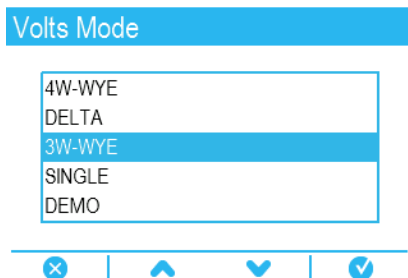 Volts Mode
4W-WYE
DELTA
3W-WYE
SINGLE
DEMO